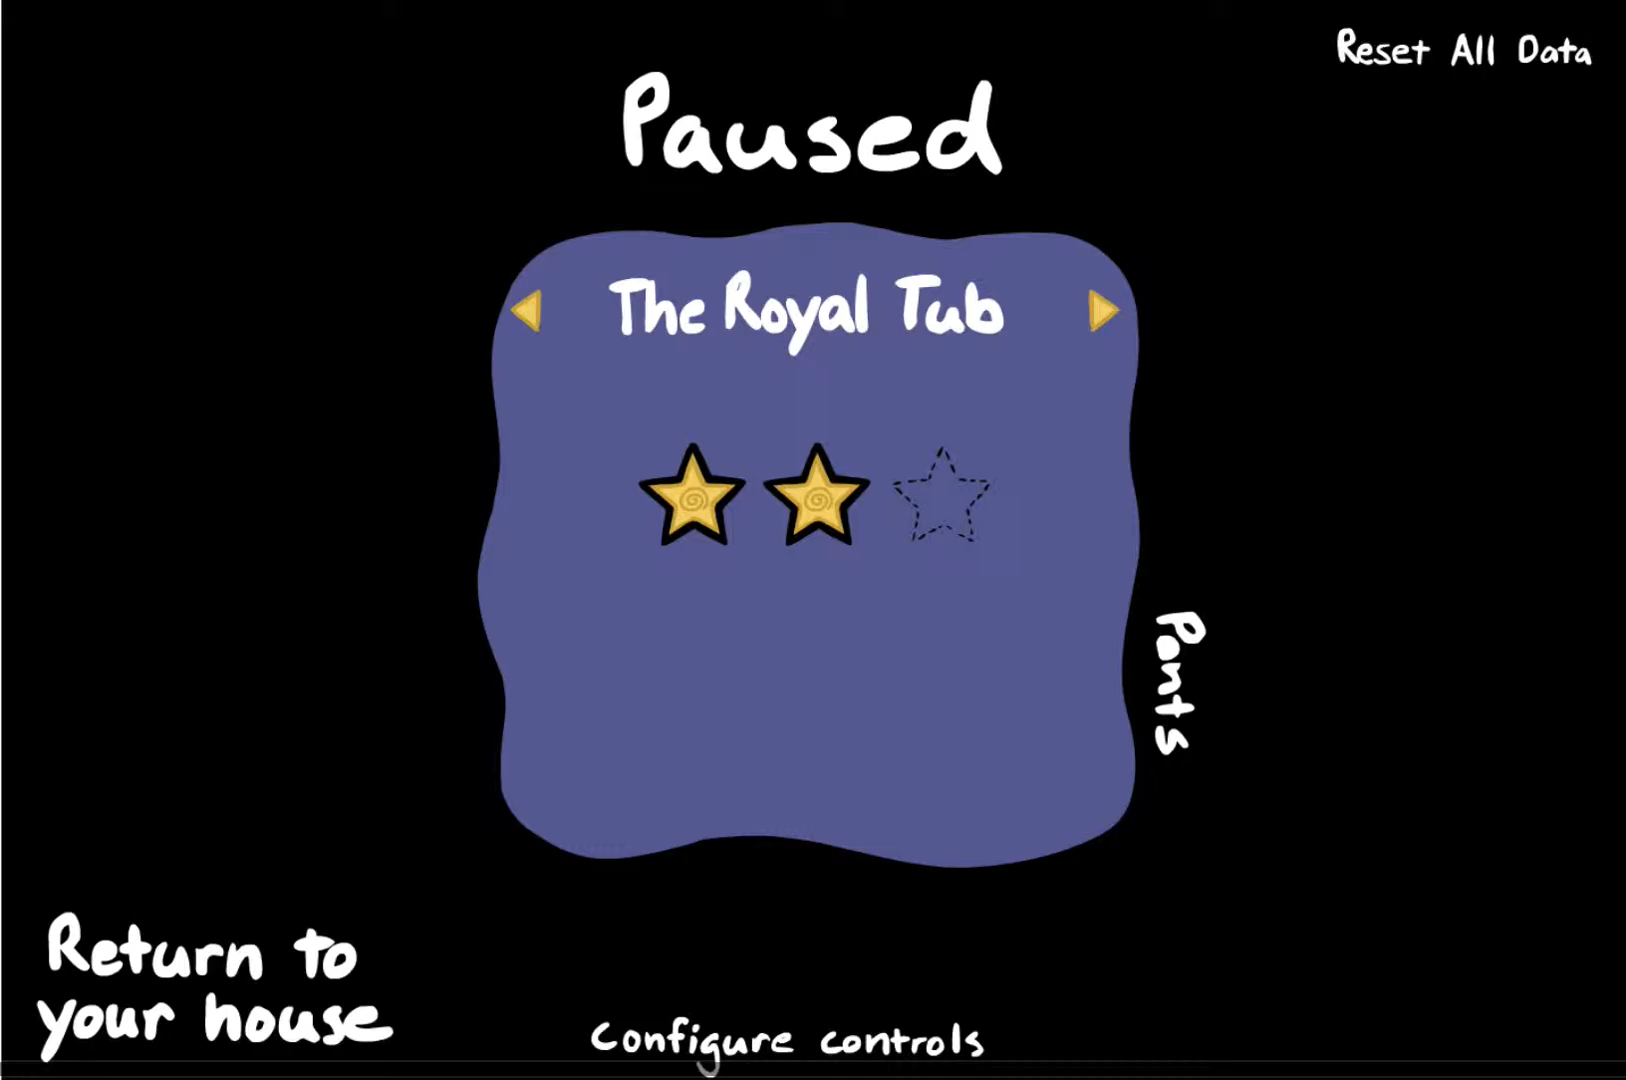 Reset All Data
Paused
The Royal Tub
Pants
Return to
your house
Configure controls